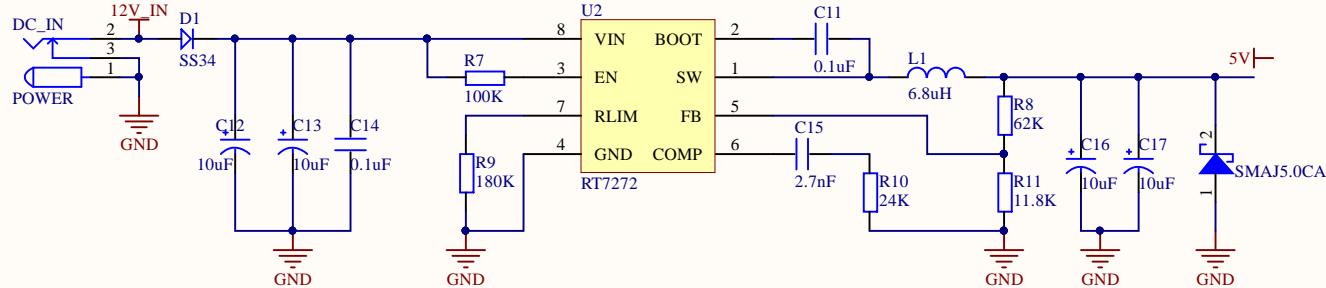 DC_IN
12V_IN
2
3
1
POWER
GND
D1
SS34
C12
10uF
C13
10uF
C14
0.1uF
GND
R7
100K
R9
180K
GND
U2
8 VIN BOOT 2
3 EN SW 1
7 RLIM FB 5
4 GND COMP 6
RT7272
C11
0.1uF
L1
6.8uH
C15
2.7nF
R10
24K
R8
62K
R11
11.8K
GND
C16
10uF
C17
10uF
GND
5V
2
SMAJ5.0CA
1
GND